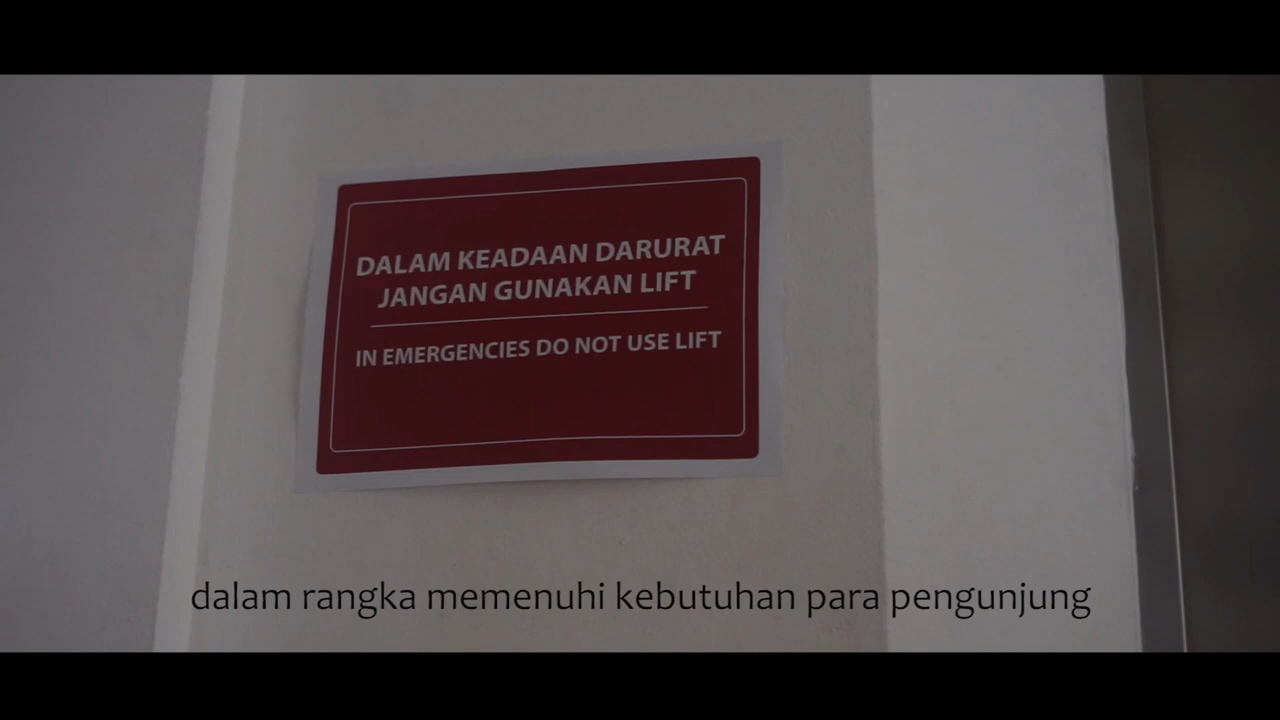 DALAM KEADAAN DARURAT
JANGAN GUNAKAN LIFT
IN EMERGENCIES DO NOT USE LIFT
dalam rangka memenuhi kebutuhan para pengunjung